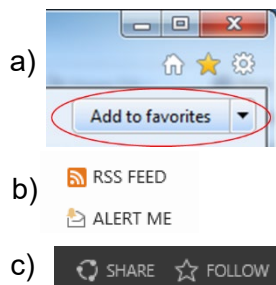 a)
Add to favorites
b)
RSS FEED
ALERT ME
c)
SHARE FOLLOW